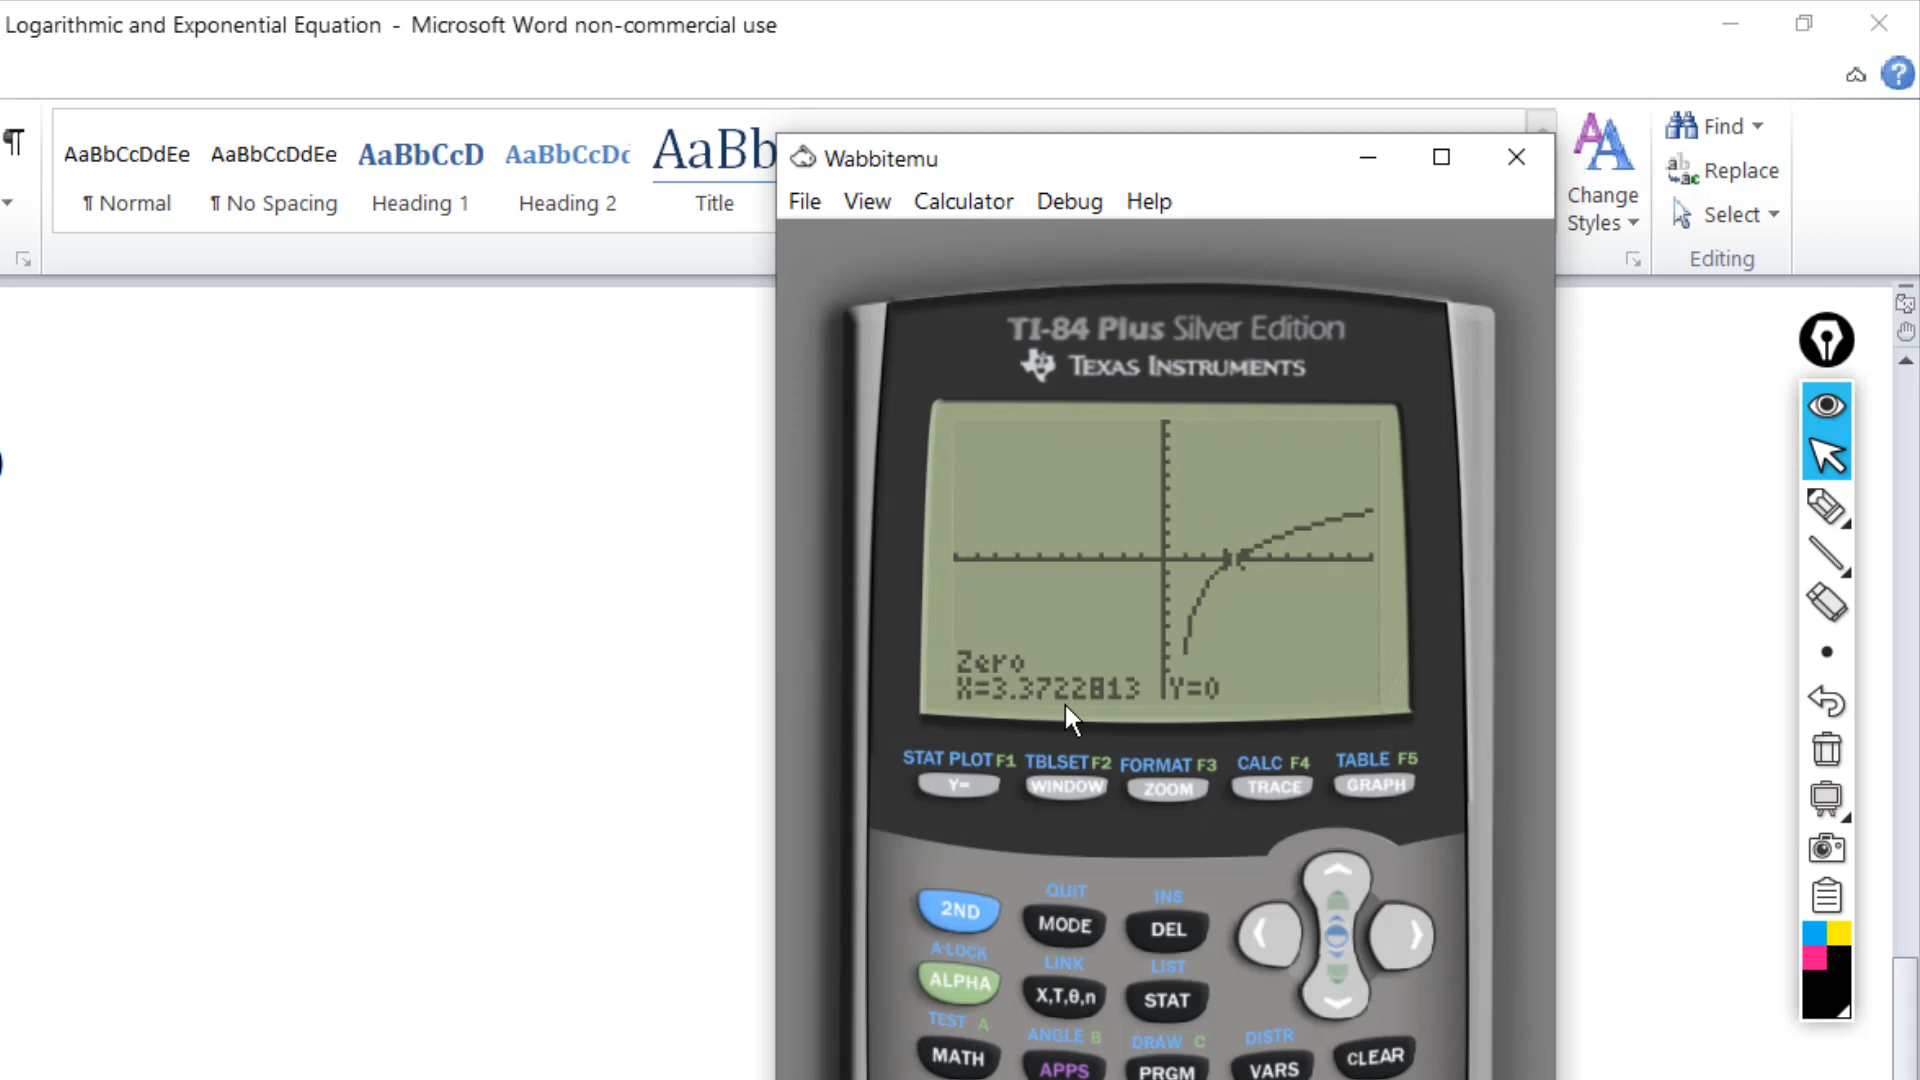 Logarithmic and Exponential Equation - Microsoft Word non-commercial use
AaBbCcDdEe AaBbCcDdEe AaBbCcD AaBbCcDc AaBb
¶ Normal ¶ No Spacing Heading 1 Heading 2 Title
Change
Styles
Find
Replace
Select
Editing
Wabbitemu
File View Calculator Debug Help
TI-84 Plus Silver Edition
TEXAS INSTRUMENTS
Zero
X=3.3722813 Y=0
STAT PLOT F1 TBLSET F2 FORMAT F3 CALC F4 TABLE F5
Y= WINDOW ZOOM TRACE GRAPH
QUIT INS
2ND MODE DEL
A-LOCK LINK LIST
ALPHA X,T,θ,n STAT
TEST A ANGLE B DRAW C DISTR
MATH APPS PRGM VARS CLEAR